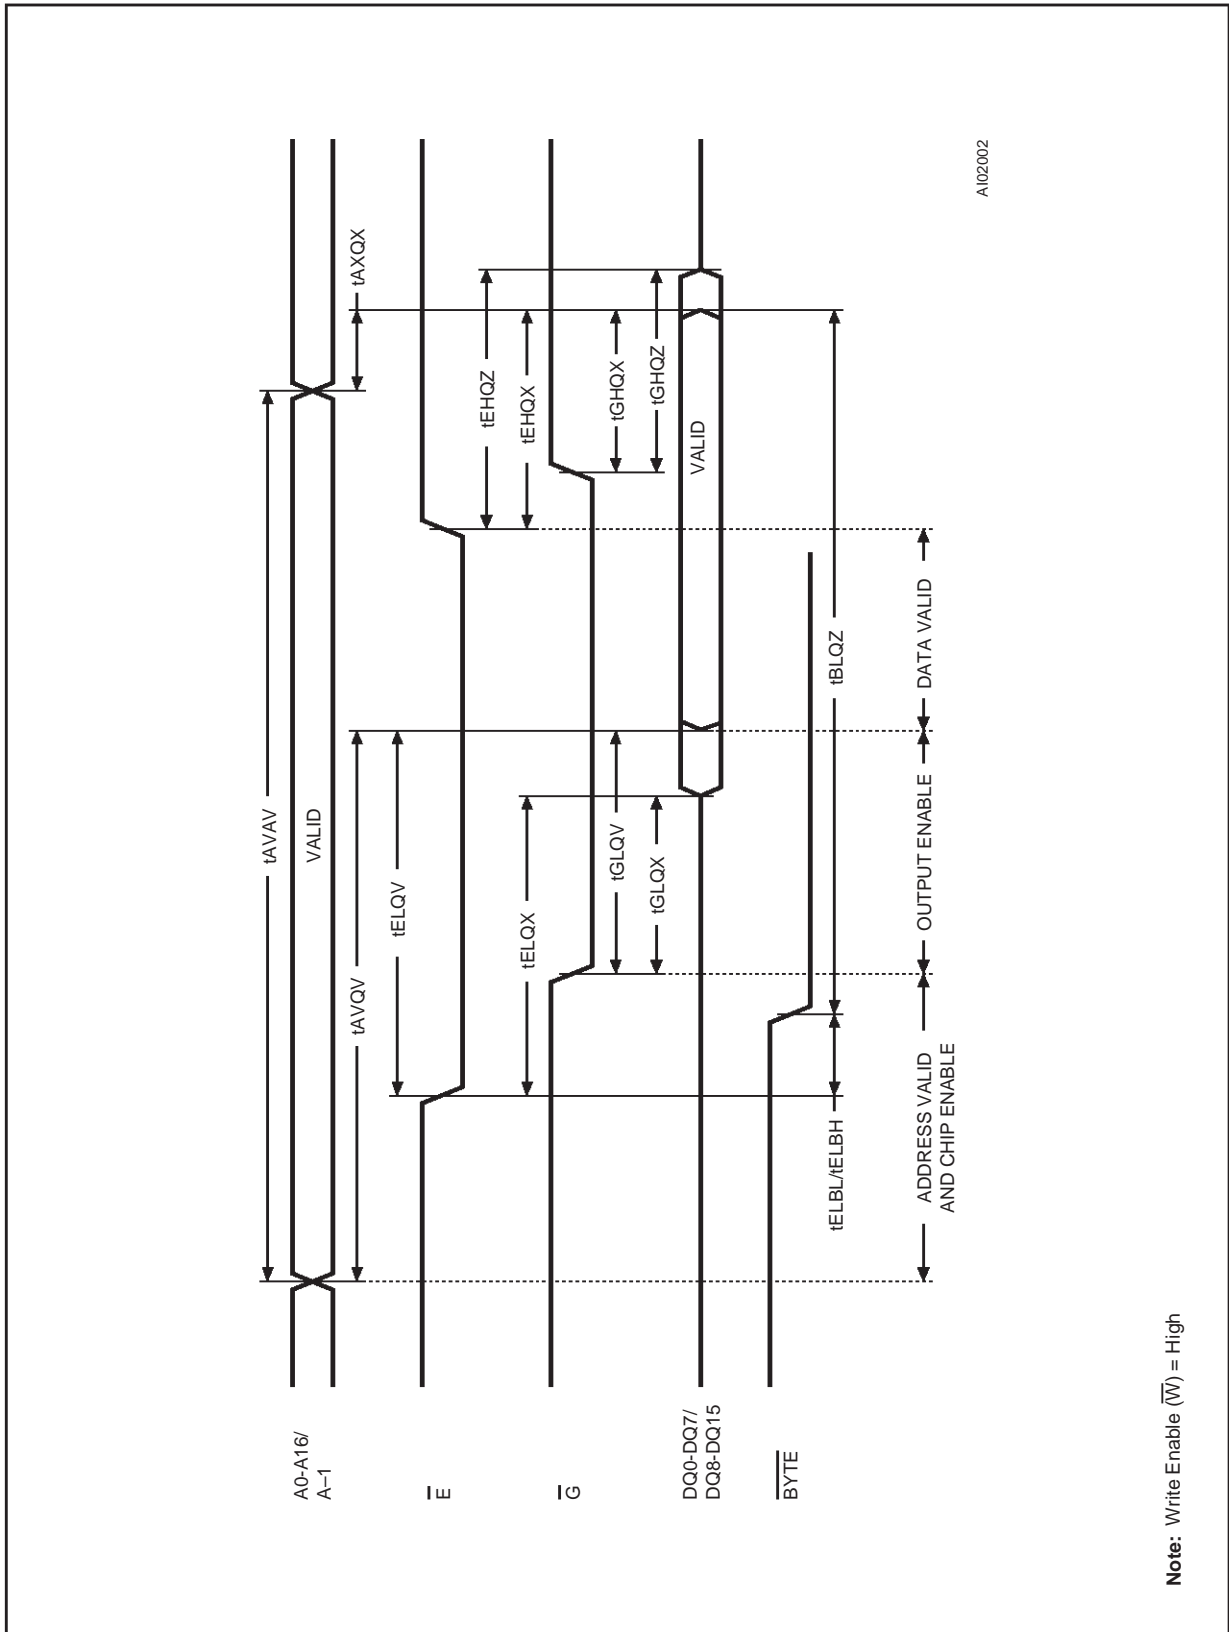 A0-A16/
A–1
VALID
tAVAV
tAVQV
tAXQX
E
tELQV
tEHQZ
tELQX
tEHQX
G
tGLQV
tGHQX
tGLQX
tGHQZ
DQ0-DQ7/
DQ8-DQ15
VALID
BYTE
tELBL/tELBH
tBLQZ
ADDRESS VALID
AND CHIP ENABLE
OUTPUT ENABLE
DATA VALID
AI02002
Note: Write Enable (W) = High